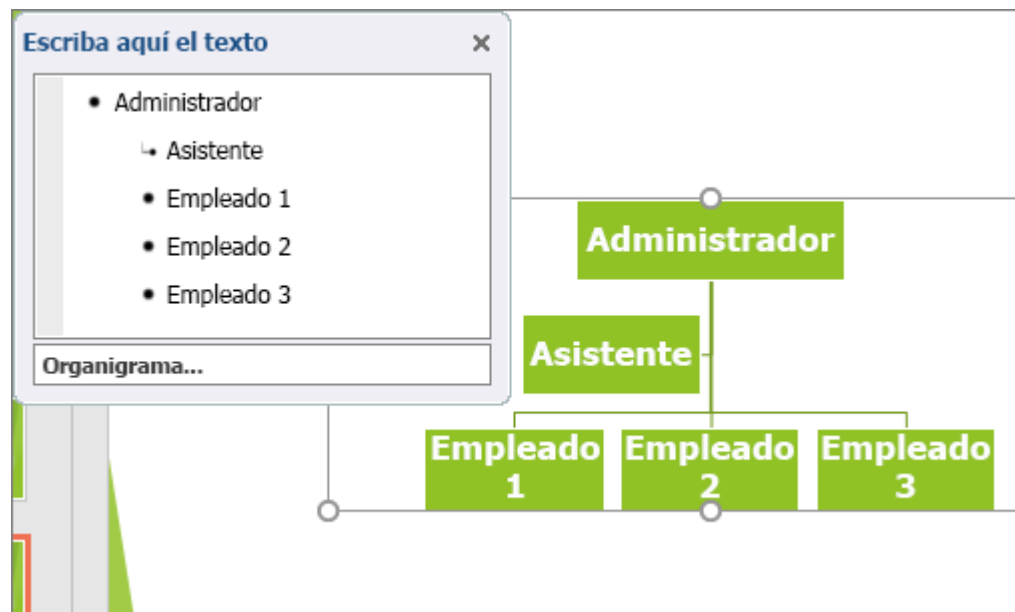 Escriba aquí el texto
Administrador
Asistente
Empleado 1
Empleado 2
Empleado 3
Organigrama...
Administrador
Asistente
Empleado
1
Empleado
2
Empleado
3